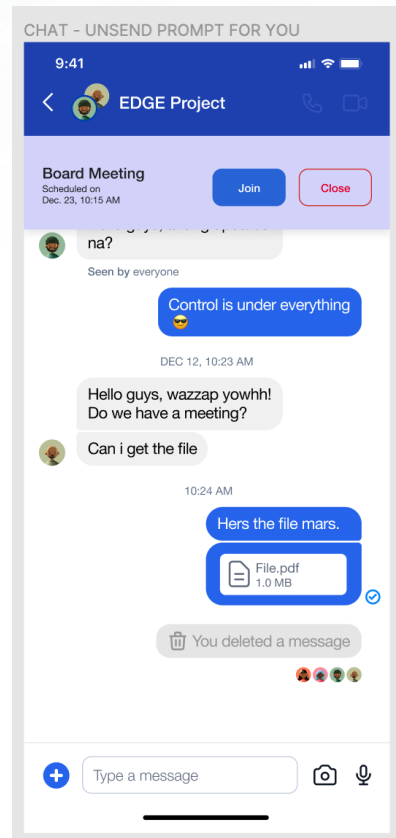 CHAT - UNSEND PROMPT FOR YOU
9:41
EDGE Project
Board Meeting
Scheduled on
Dec. 23, 10:15 AM
Join
Close
na?
Seen by everyone
Control is under everything
😎
DEC 12, 10:23 AM
Hello guys, wazzap yowhh!
Do we have a meeting?
Can i get the file
10:24 AM
Hers the file mars.
File.pdf
1.0 MB
You deleted a message
Type a message